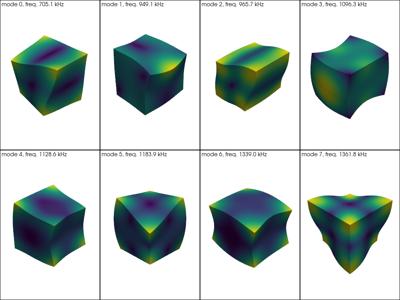 mode 0, freq. 705.1 kHz
mode 1, freq. 949.1 kHz
mode 2, freq. 965.7 kHz
mode 3, freq. 1096.3 kHz
mode 4, freq. 1128.6 kHz
mode 5, freq. 1183.9 kHz
mode 6, freq. 1339.0 kHz
mode 7, freq. 1361.8 kHz